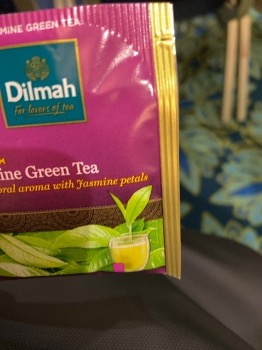 MINE GREEN TEA
Dilmah
For lovers of tea
M
ine Green Tea
oral aroma with Jasmine petals